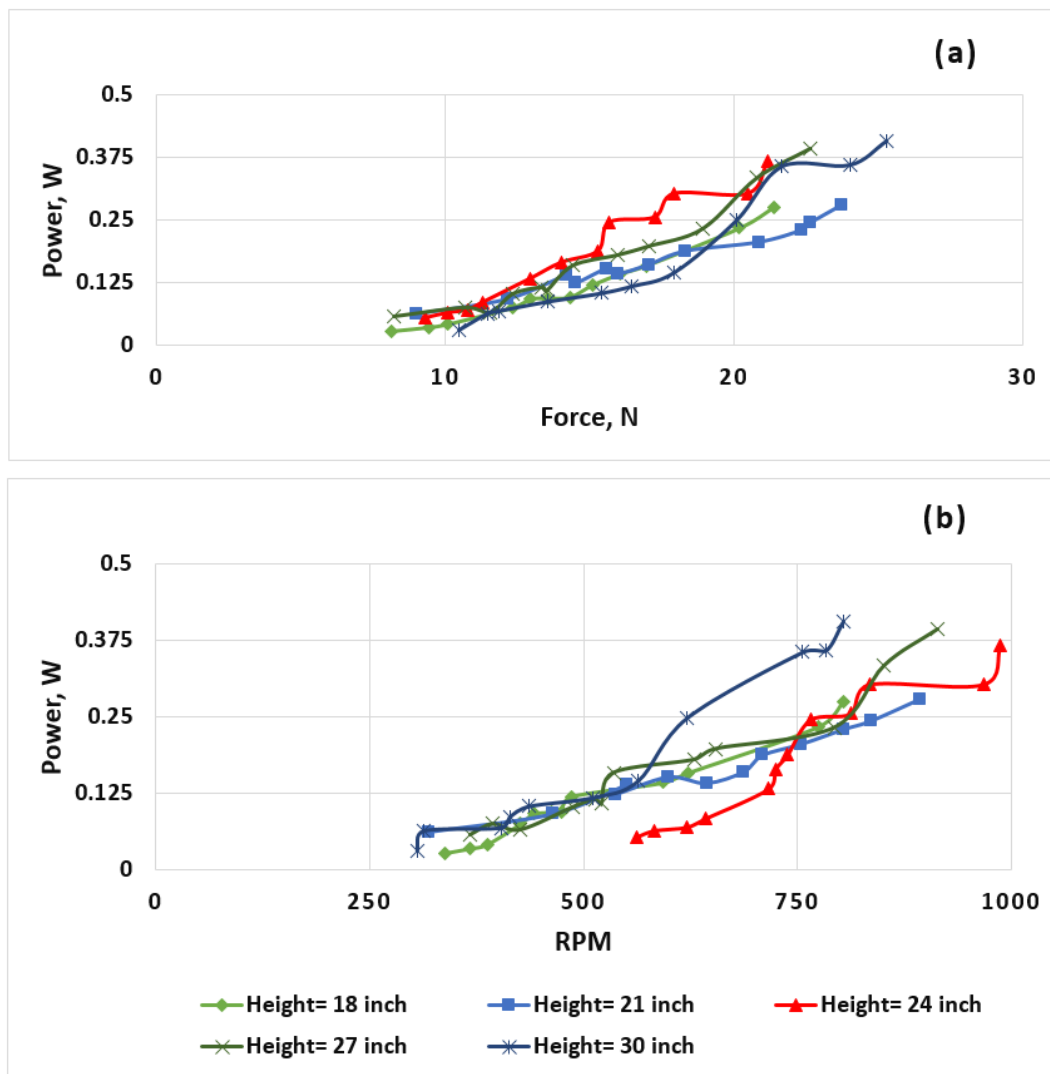 (a)
Power, W
0.5
0.375
0.25
0.125
0
0 10 20 30
Force, N
(b)
Power, W
0.5
0.375
0.25
0.125
0
0 250 500 750 1000
RPM
Height= 18 inch Height= 21 inch Height= 24 inch
Height= 27 inch Height= 30 inch